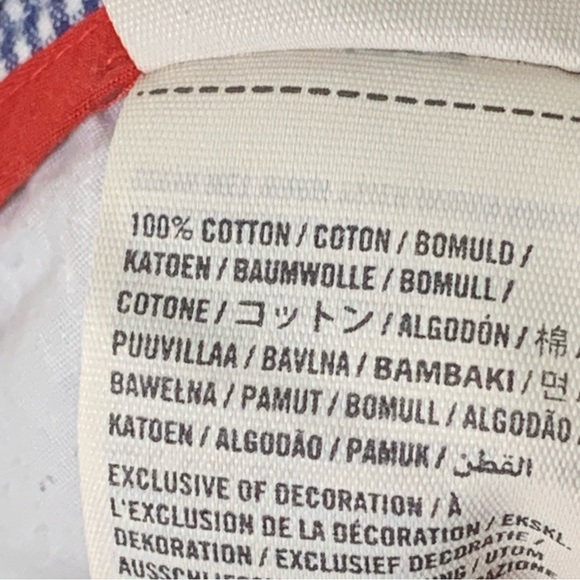 100% COTTON / COTON / BOMULD /
KATOEN / BAUMWOLLE / BOMULL /
COTONE / コットン / ALGODÓN / 棉
PUUVILLAA / BAVLNA / BAMBAKI / 면
BAWEŁNA / PAMUT / BOMULL / ALGODÃO
KATOEN / ALGODÃO / PAMUK / القطن
EXCLUSIVE OF DECORATION / À
L'EXCLUSION DE LA DÉCORATION / EKSKL.
DEKORATION / EXCLUSIEF DECORATIE /
UTOM